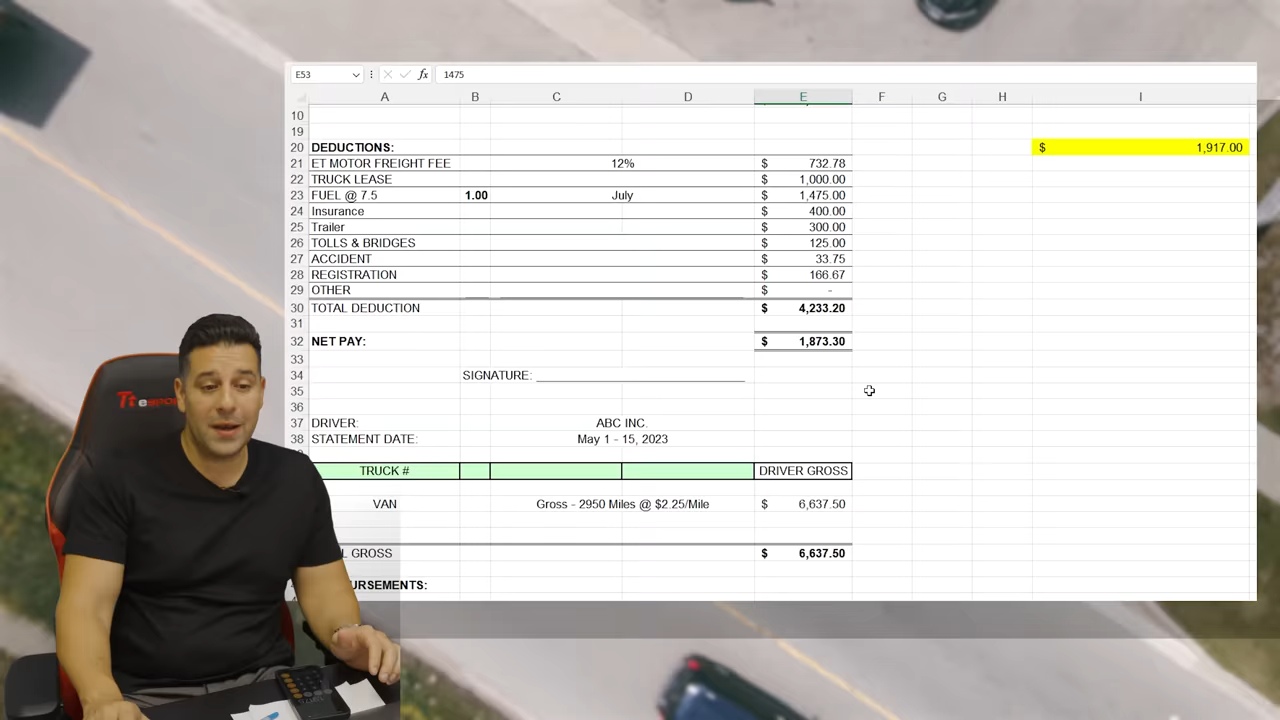 E53 fx 1475
A B C D E F G H I
10
19
20 DEDUCTIONS: $ 1,917.00
21 ET MOTOR FREIGHT FEE 12% $ 732.78
22 TRUCK LEASE $ 1,000.00
23 FUEL @ 7.5 1.00 July $ 1,475.00
24 Insurance $ 400.00
25 Trailer $ 300.00
26 TOLLS & BRIDGES $ 125.00
27 ACCIDENT $ 33.75
28 REGISTRATION $ 166.67
29 OTHER $ -
30 TOTAL DEDUCTION $ 4,233.20
31
32 NET PAY: $ 1,873.30
33
34 SIGNATURE:
35
36
37 DRIVER: ABC INC.
38 STATEMENT DATE: May 1 - 15, 2023
TRUCK # DRIVER GROSS
VAN Gross - 2950 Miles @ $2.25/Mile $ 6,637.50
L GROSS $ 6,637.50
URSEMENTS:
Tt